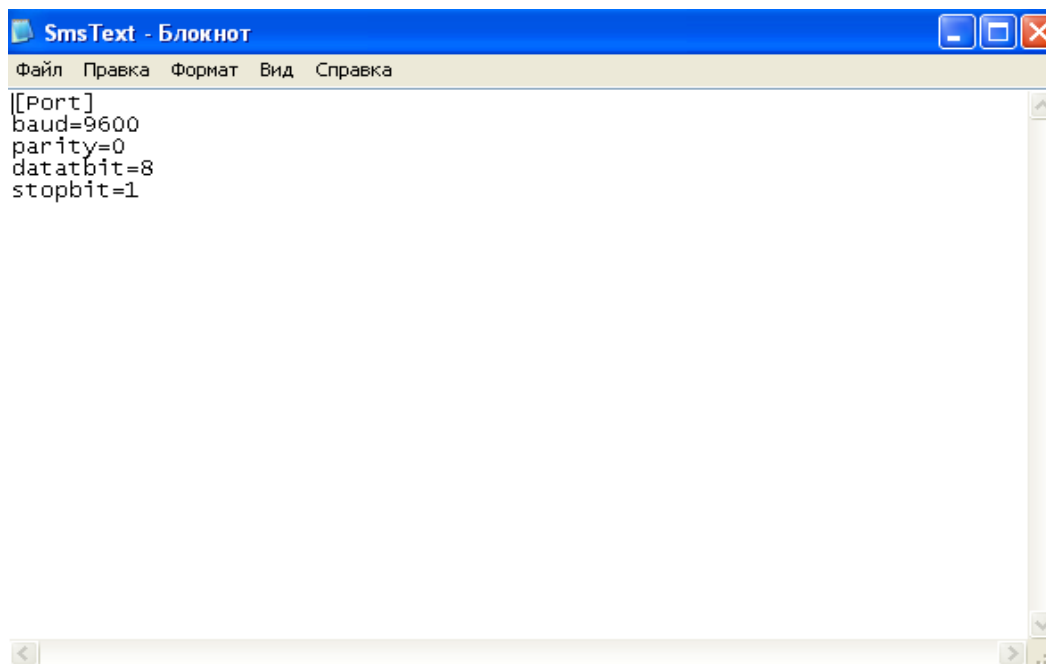 SmsText - Блокнот
Файл Правка Формат Вид Справка
[Port]
baud=9600
parity=0
datatbit=8
stopbit=1